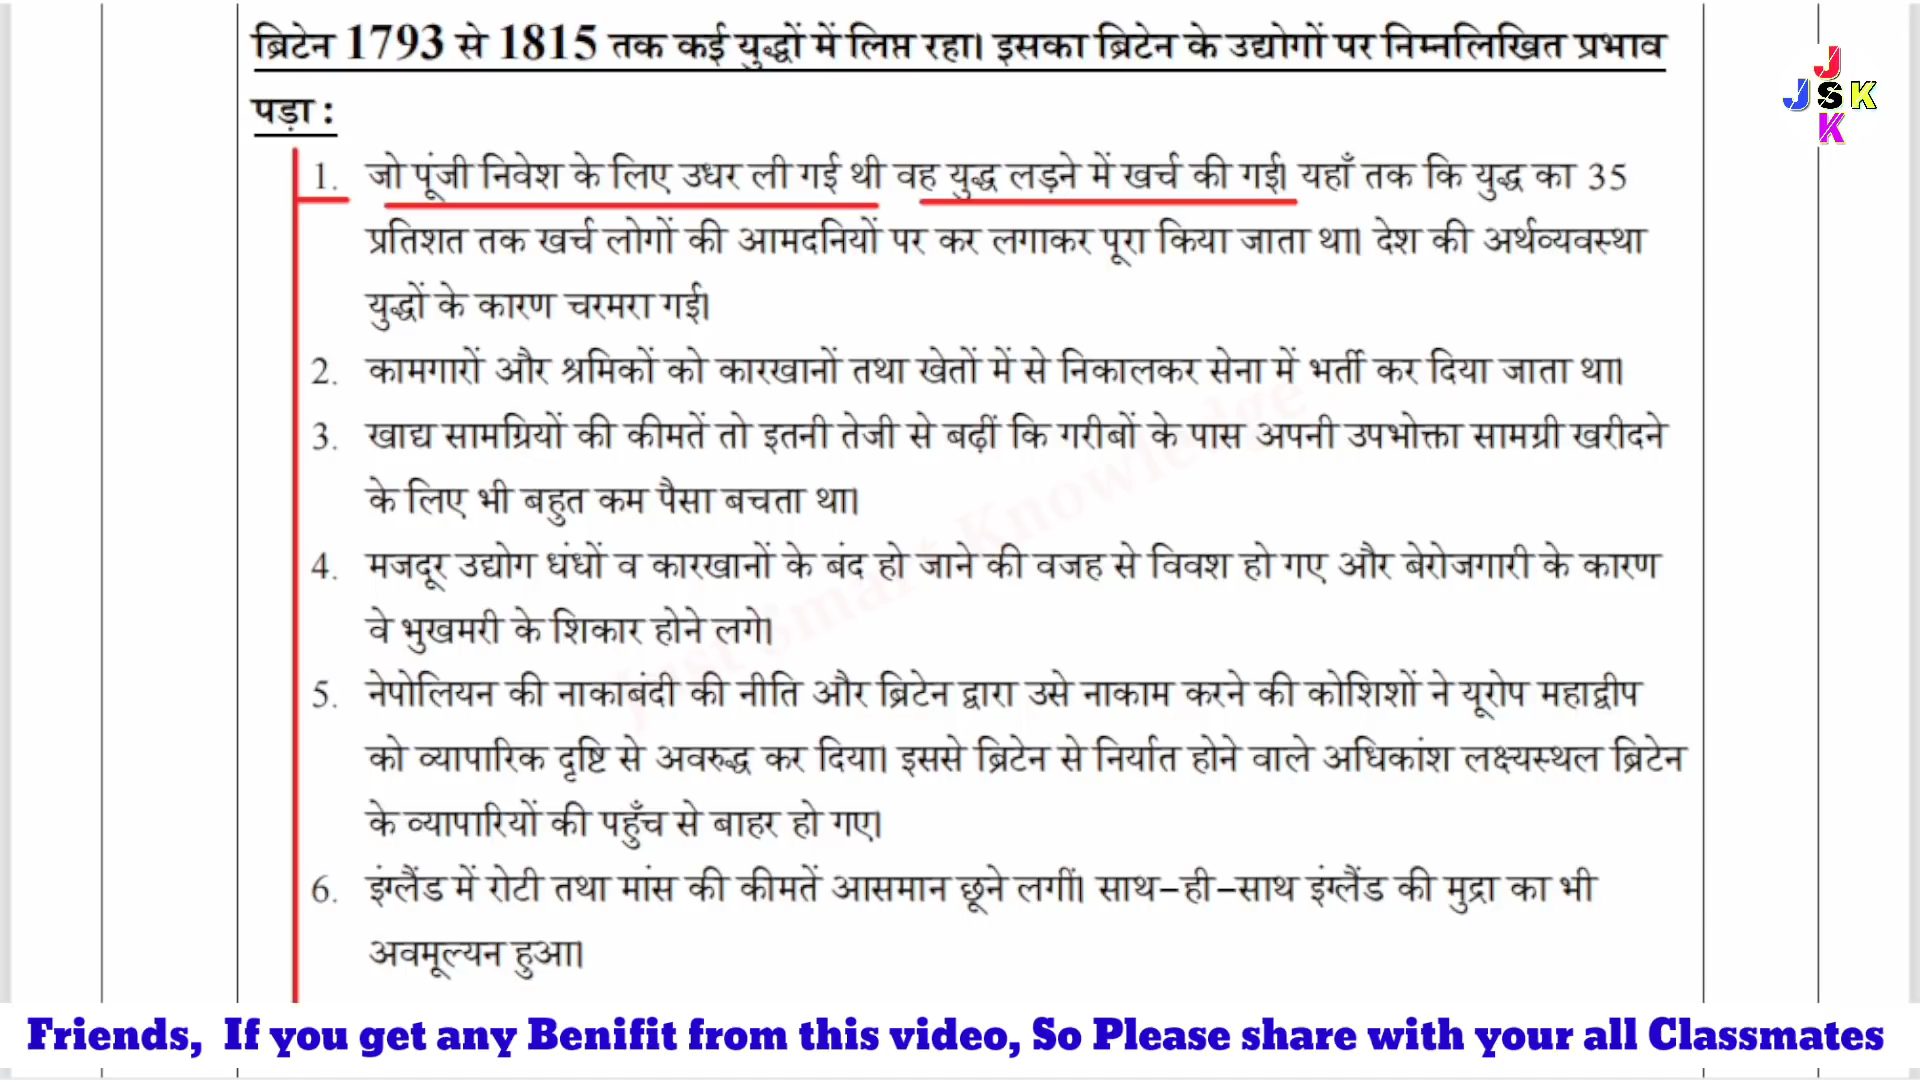 ब्रिटेन 1793 से 1815 तक कई युद्धों में लिप्त रहा। इसका ब्रिटेन के उद्योगों पर निम्नलिखित प्रभाव
पड़ा :
J
J S K
K
1. जो पूंजी निवेश के लिए उधर ली गई थी वह युद्ध लड़ने में खर्च की गई। यहाँ तक कि युद्ध का 35
प्रतिशत तक खर्च लोगों की आमदनियों पर कर लगाकर पूरा किया जाता था। देश की अर्थव्यवस्था
युद्धों के कारण चरमरा गई।
2. कामगारों और श्रमिकों को कारखानों तथा खेतों में से निकालकर सेना में भर्ती कर दिया जाता था।
3. खाद्य सामग्रियों की कीमतें तो इतनी तेजी से बढ़ीं कि गरीबों के पास अपनी उपभोक्ता सामग्री खरीदने
के लिए भी बहुत कम पैसा बचता था।
4. मजदूर उद्योग धंधों व कारखानों के बंद हो जाने की वजह से विवश हो गए और बेरोजगारी के कारण
वे भुखमरी के शिकार होने लगे।
5. नेपोलियन की नाकाबंदी की नीति और ब्रिटेन द्वारा उसे नाकाम करने की कोशिशों ने यूरोप महाद्वीप
को व्यापारिक दृष्टि से अवरुद्ध कर दिया। इससे ब्रिटेन से निर्यात होने वाले अधिकांश लक्ष्यस्थल ब्रिटेन
के व्यापारियों की पहुँच से बाहर हो गए।
6. इंग्लैंड में रोटी तथा मांस की कीमतें आसमान छूने लगीं। साथ-ही-साथ इंग्लैंड की मुद्रा का भी
अवमूल्यन हुआ।
Just Smart Knowledge
Friends, If you get any Benifit from this video, So Please share with your all Classmates